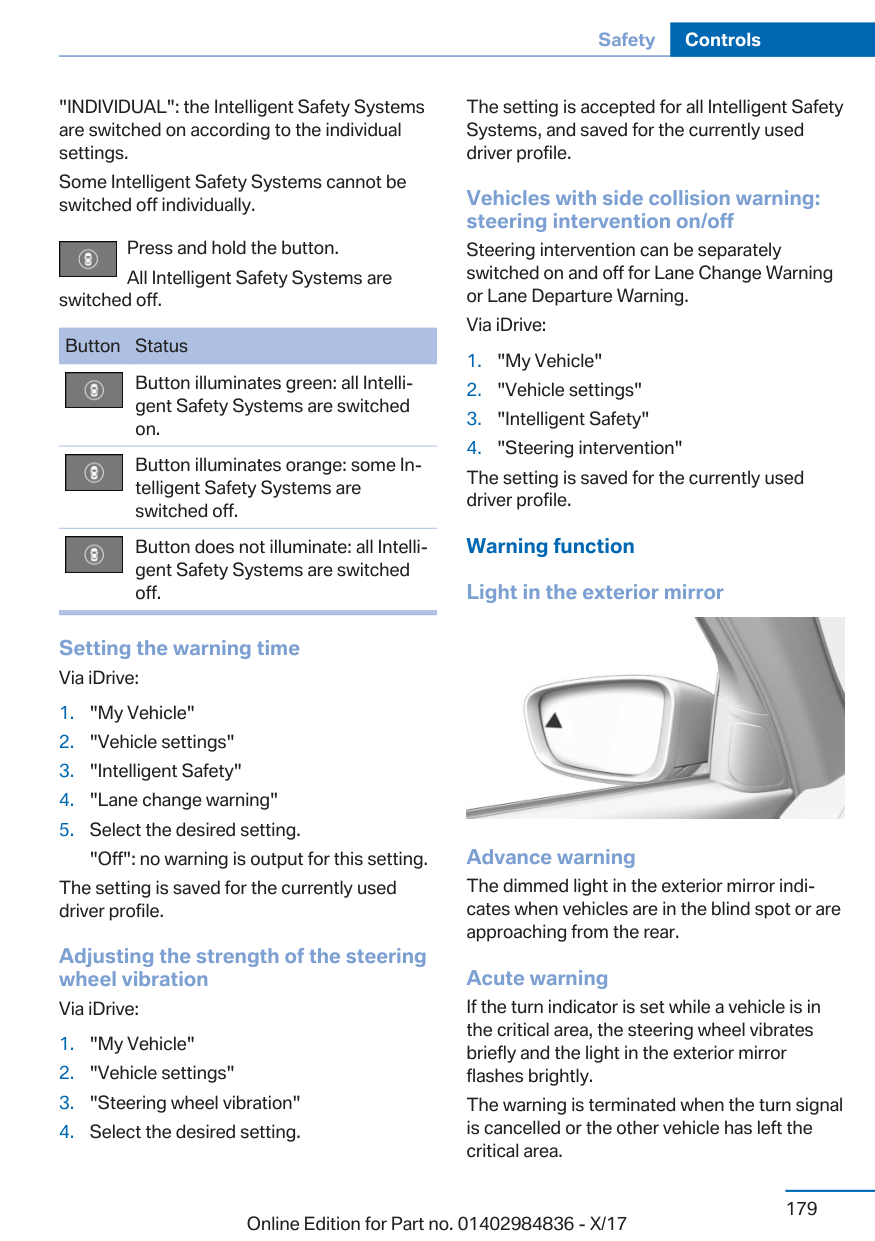 Safety Controls
"INDIVIDUAL": the Intelligent Safety Systems
are switched on according to the individual
settings.
Some Intelligent Safety Systems cannot be
switched off individually.
Press and hold the button.
All Intelligent Safety Systems are
switched off.
Button Status
Button illuminates green: all Intelli-
gent Safety Systems are switched
on.
Button illuminates orange: some In-
telligent Safety Systems are
switched off.
Button does not illuminate: all Intelli-
gent Safety Systems are switched
off.
Setting the warning time
Via iDrive:
1. "My Vehicle"
2. "Vehicle settings"
3. "Intelligent Safety"
4. "Lane change warning"
5. Select the desired setting.
"Off": no warning is output for this setting.
The setting is saved for the currently used
driver profile.
Adjusting the strength of the steering
wheel vibration
Via iDrive:
1. "My Vehicle"
2. "Vehicle settings"
3. "Steering wheel vibration"
4. Select the desired setting.
The setting is accepted for all Intelligent Safety
Systems, and saved for the currently used
driver profile.
Vehicles with side collision warning:
steering intervention on/off
Steering intervention can be separately
switched on and off for Lane Change Warning
or Lane Departure Warning.
Via iDrive:
1. "My Vehicle"
2. "Vehicle settings"
3. "Intelligent Safety"
4. "Steering intervention"
The setting is saved for the currently used
driver profile.
Warning function
Light in the exterior mirror
Advance warning
The dimmed light in the exterior mirror indi-
cates when vehicles are in the blind spot or are
approaching from the rear.
Acute warning
If the turn indicator is set while a vehicle is in
the critical area, the steering wheel vibrates
briefly and the light in the exterior mirror
flashes brightly.
The warning is terminated when the turn signal
is cancelled or the other vehicle has left the
critical area.
179
Online Edition for Part no. 01402984836 - X/17